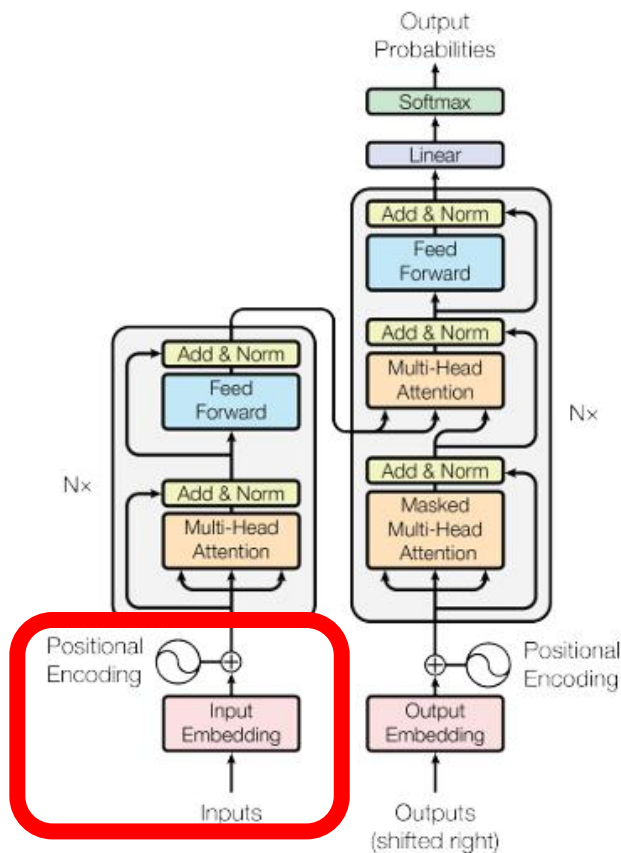 Output
Probabilities
Softmax
Linear
Add & Norm
Feed
Forward
Add & Norm
Multi-Head
Attention
Add & Norm
Masked
Multi-Head
Attention
Nx
Add & Norm
Feed
Forward
Add & Norm
Multi-Head
Attention
Nx
Positional
Encoding
Input
Embedding
Inputs
Positional
Encoding
Output
Embedding
Outputs
(shifted right)